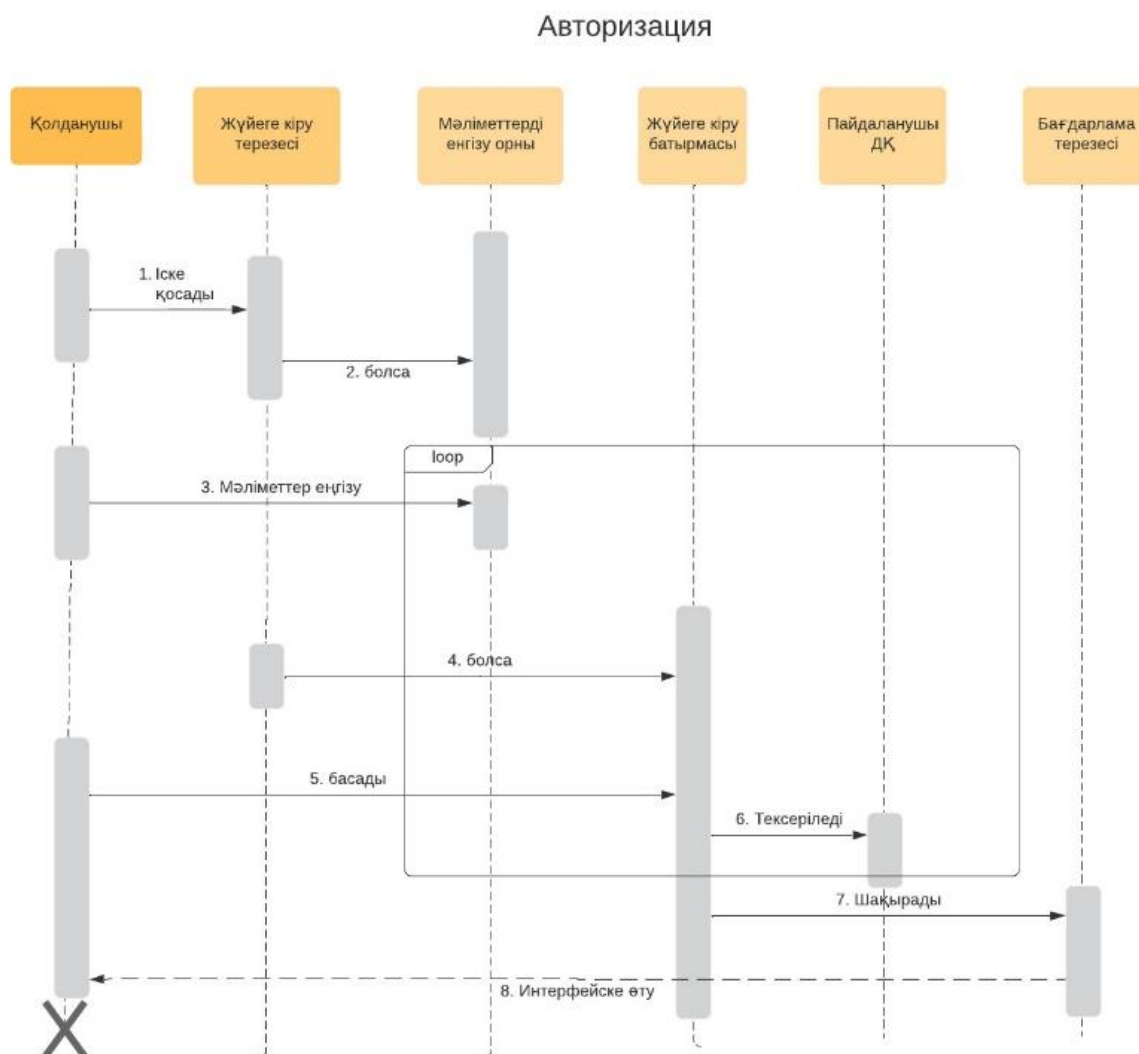 Авторизация
Қолданушы
Жүйеге кіру
терезесі
Мәліметтерді
енгізу орны
Жүйеге кіру
батырмасы
Пайдаланушы
ДҚ
Бағдарлама
терезесі
1. Іске
қосады
2. болса
loop
3. Мәліметтер еңгізу
4. болса
5. басады
6. Тексеріледі
7. Шақырады
8. Интерфейске өту